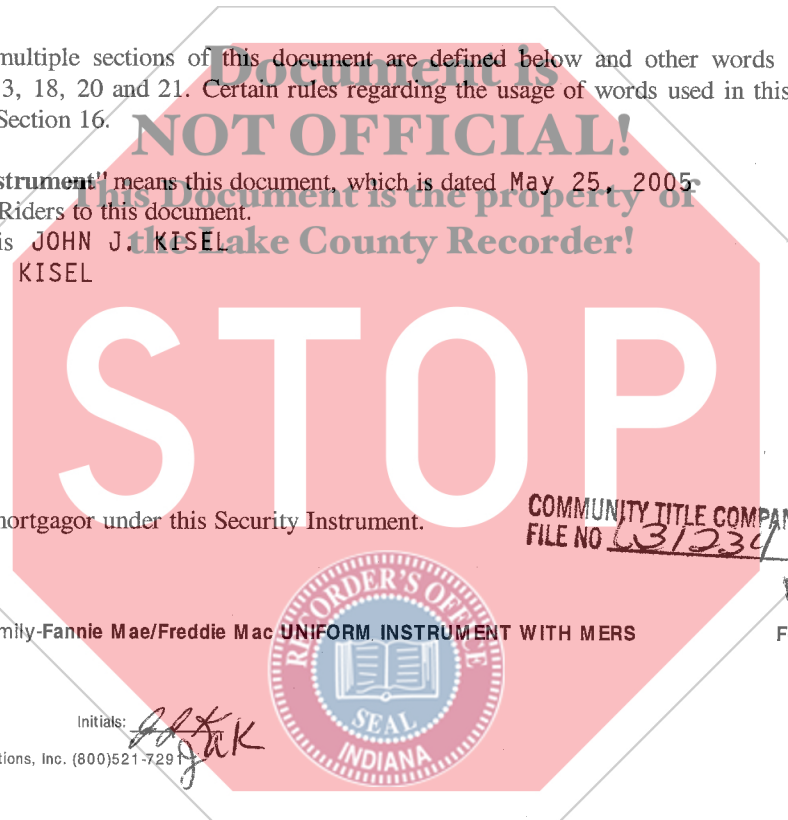 multiple sections of this document are defined below and other words
3, 18, 20 and 21. Certain rules regarding the usage of words used in this
Section 16.
Document is
NOT OFFICIAL!
This Document is the property of
the Lake County Recorder!
strument" means this document, which is dated May 25, 2005
Riders to this document.
is JOHN J. KISEL
KISEL
STOP
mortgagor under this Security Instrument.
COMMUNITY TITLE COMPAN
FILE NO L31234
mily-Fannie Mae/Freddie Mac UNIFORM INSTRUMENT WITH MERS
F
RECORDER'S OFFICE
SEAL
INDIANA
Initials: JJK
JAK
tions, Inc. (800)521-7291